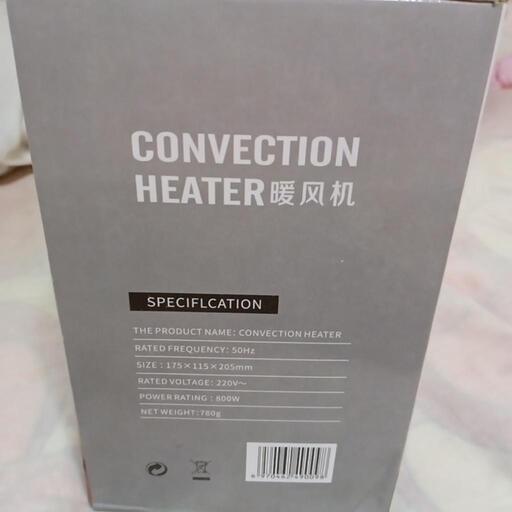 CONVECTION
HEATER暖风机
SPECIFLCATION
THE PRODUCT NAME: CONVECTION HEATER
RATED FREQUENCY: 50Hz
SIZE : 175×115×205mm
RATED VOLTAGE: 220V～
POWER RATING : 800W
NET WEIGHT:780g
6970462490098